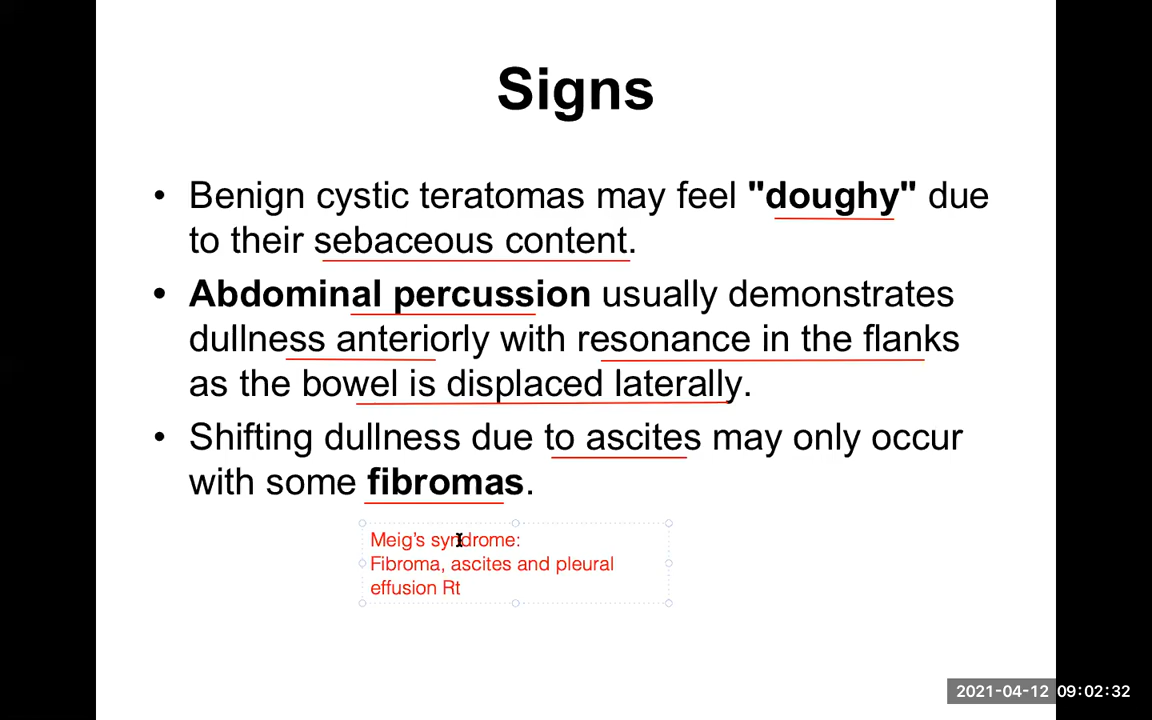 Signs
• Benign cystic teratomas may feel "doughy" due
to their sebaceous content.
• Abdominal percussion usually demonstrates
dullness anteriorly with resonance in the flanks
as the bowel is displaced laterally.
• Shifting dullness due to ascites may only occur
with some fibromas.
Meig's syndrome:
Fibroma, ascites and pleural
effusion Rt
2021-04-12 09:02:32